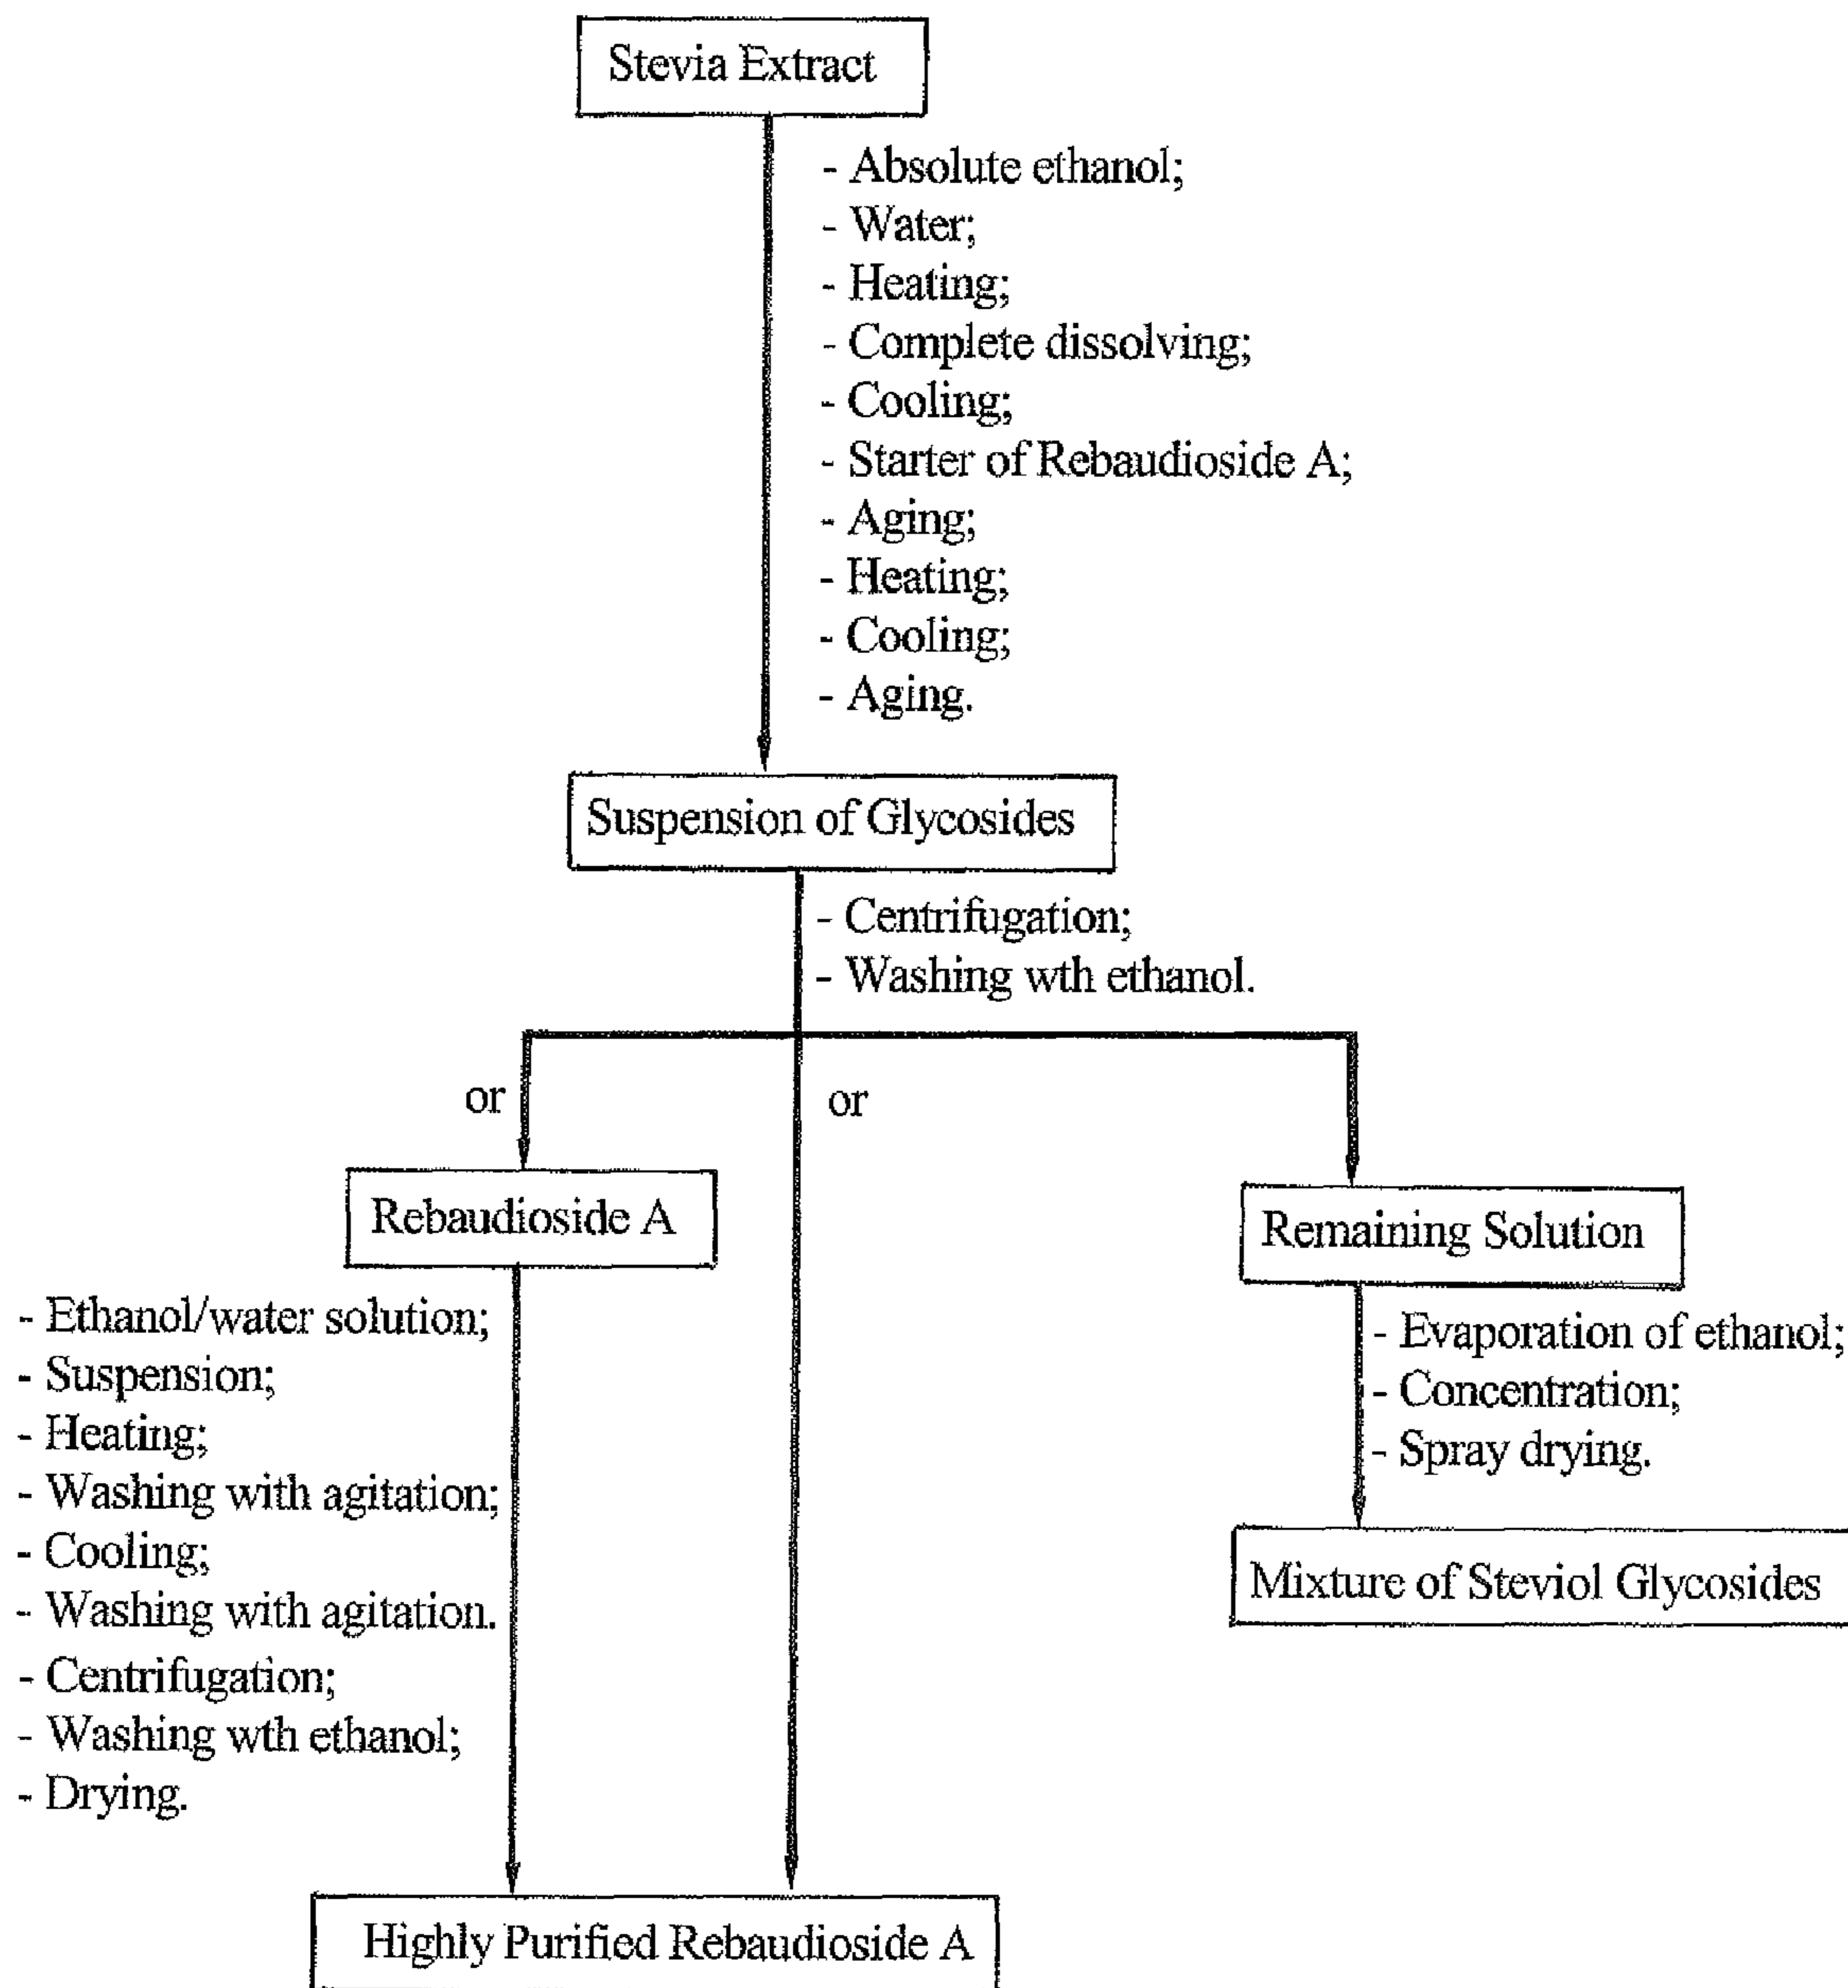 Stevia Extract
- Absolute ethanol;
- Water;
- Heating;
- Complete dissolving;
- Cooling;
- Starter of Rebaudioside A;
- Aging;
- Heating;
- Cooling;
- Aging.
Suspension of Glycosides
- Centrifugation;
- Washing wth ethanol.
or
or
Rebaudioside A
Remaining Solution
- Ethanol/water solution;
- Suspension;
- Heating;
- Washing with agitation;
- Cooling;
- Washing with agitation.
- Centrifugation;
- Washing wth ethanol;
- Drying.
- Evaporation of ethanol;
- Concentration;
- Spray drying.
Mixture of Steviol Glycosides
Highly Purified Rebaudioside A